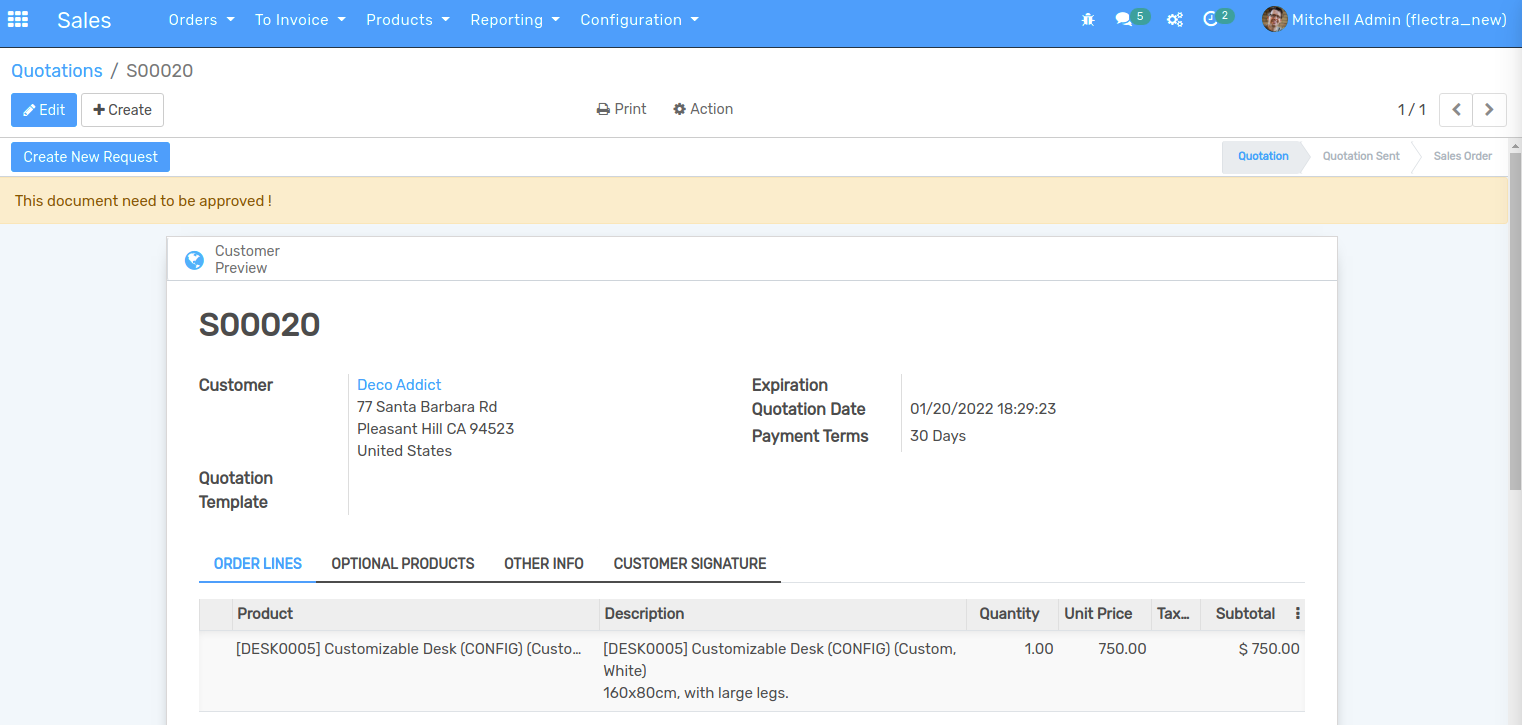 Sales Orders To Invoice Products Reporting Configuration 5 2 Mitchell Admin (flectra_new)
Quotations / S00020
Edit Create Print Action 1 / 1
Create New Request Quotation Quotation Sent Sales Order
This document need to be approved !
Customer
Preview
S00020
Customer Deco Addict Expiration
77 Santa Barbara Rd Quotation Date 01/20/2022 18:29:23
Pleasant Hill CA 94523 Payment Terms 30 Days
United States
Quotation
Template
ORDER LINES OPTIONAL PRODUCTS OTHER INFO CUSTOMER SIGNATURE
Product Description Quantity Unit Price Tax... Subtotal
[DESK0005] Customizable Desk (CONFIG) (Custo... [DESK0005] Customizable Desk (CONFIG) (Custom, 1.00 750.00 $ 750.00
White)
160x80cm, with large legs.